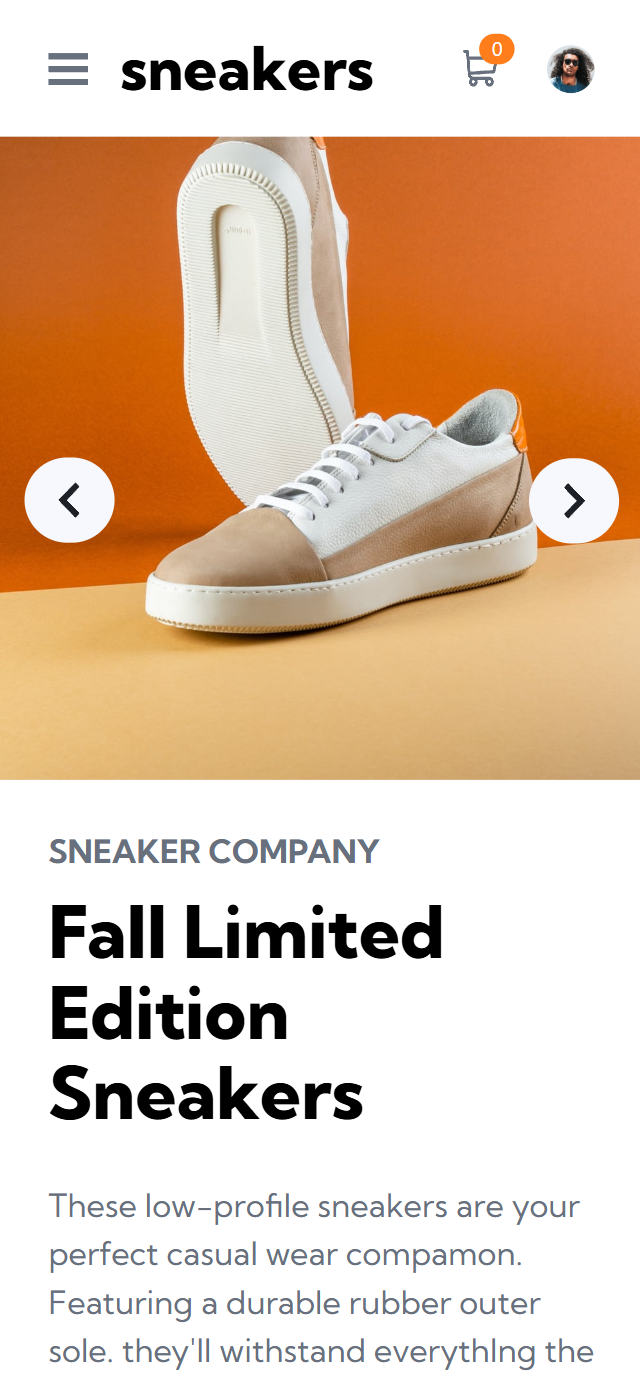 sneakers
0
SNEAKER COMPANY
Fall Limited
Edition
Sneakers
These low-profile sneakers are your
perfect casual wear compamon.
Featuring a durable rubber outer
sole. they'll withstand everythlng the